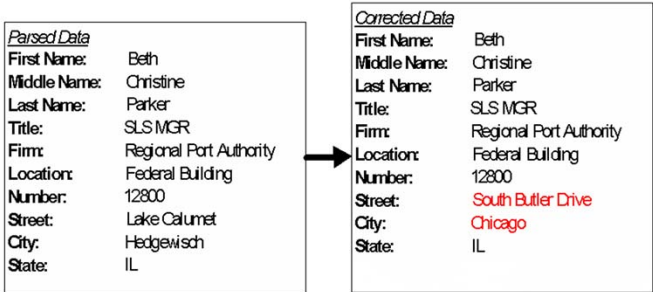 Parsed Data
First Name: Beth
Middle Name: Christine
Last Name: Parker
Title: SLS MGR
Firm: Regional Port Authority
Location: Federal Building
Number: 12800
Street: Lake Calumet
City: Hedgewisch
State: IL
Corrected Data
First Name: Beth
Middle Name: Christine
Last Name: Parker
Title: SLS MGR
Firm: Regional Port Authority
Location: Federal Building
Number: 12800
Street: South Butler Drive
City: Chicago
State: IL